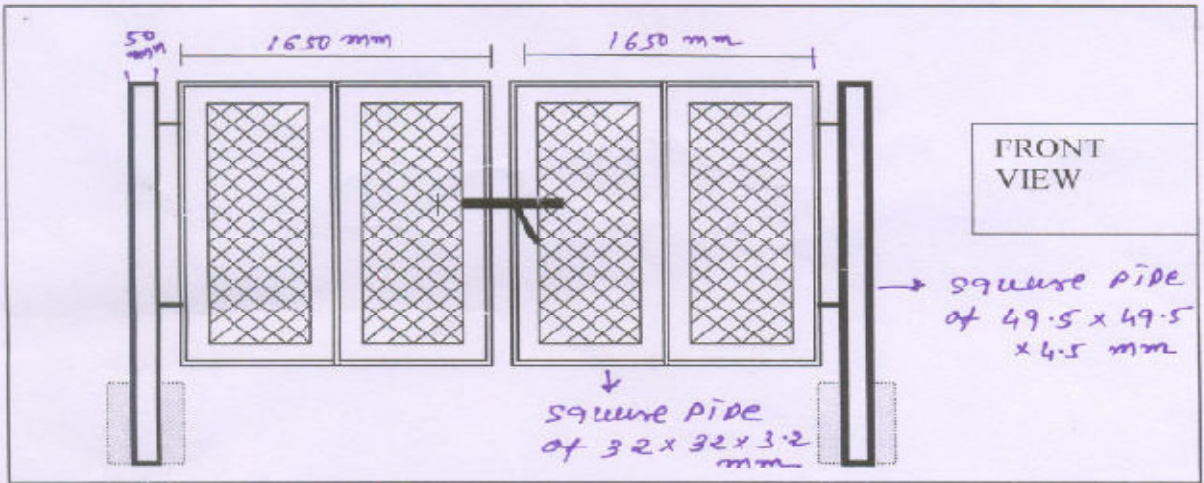 50
mm
1650 mm
1650 mm
FRONT
VIEW
square pipe
of 49.5 x 49.5
x 4.5 mm
square pipe
of 32 x 32 x 3.2
mm